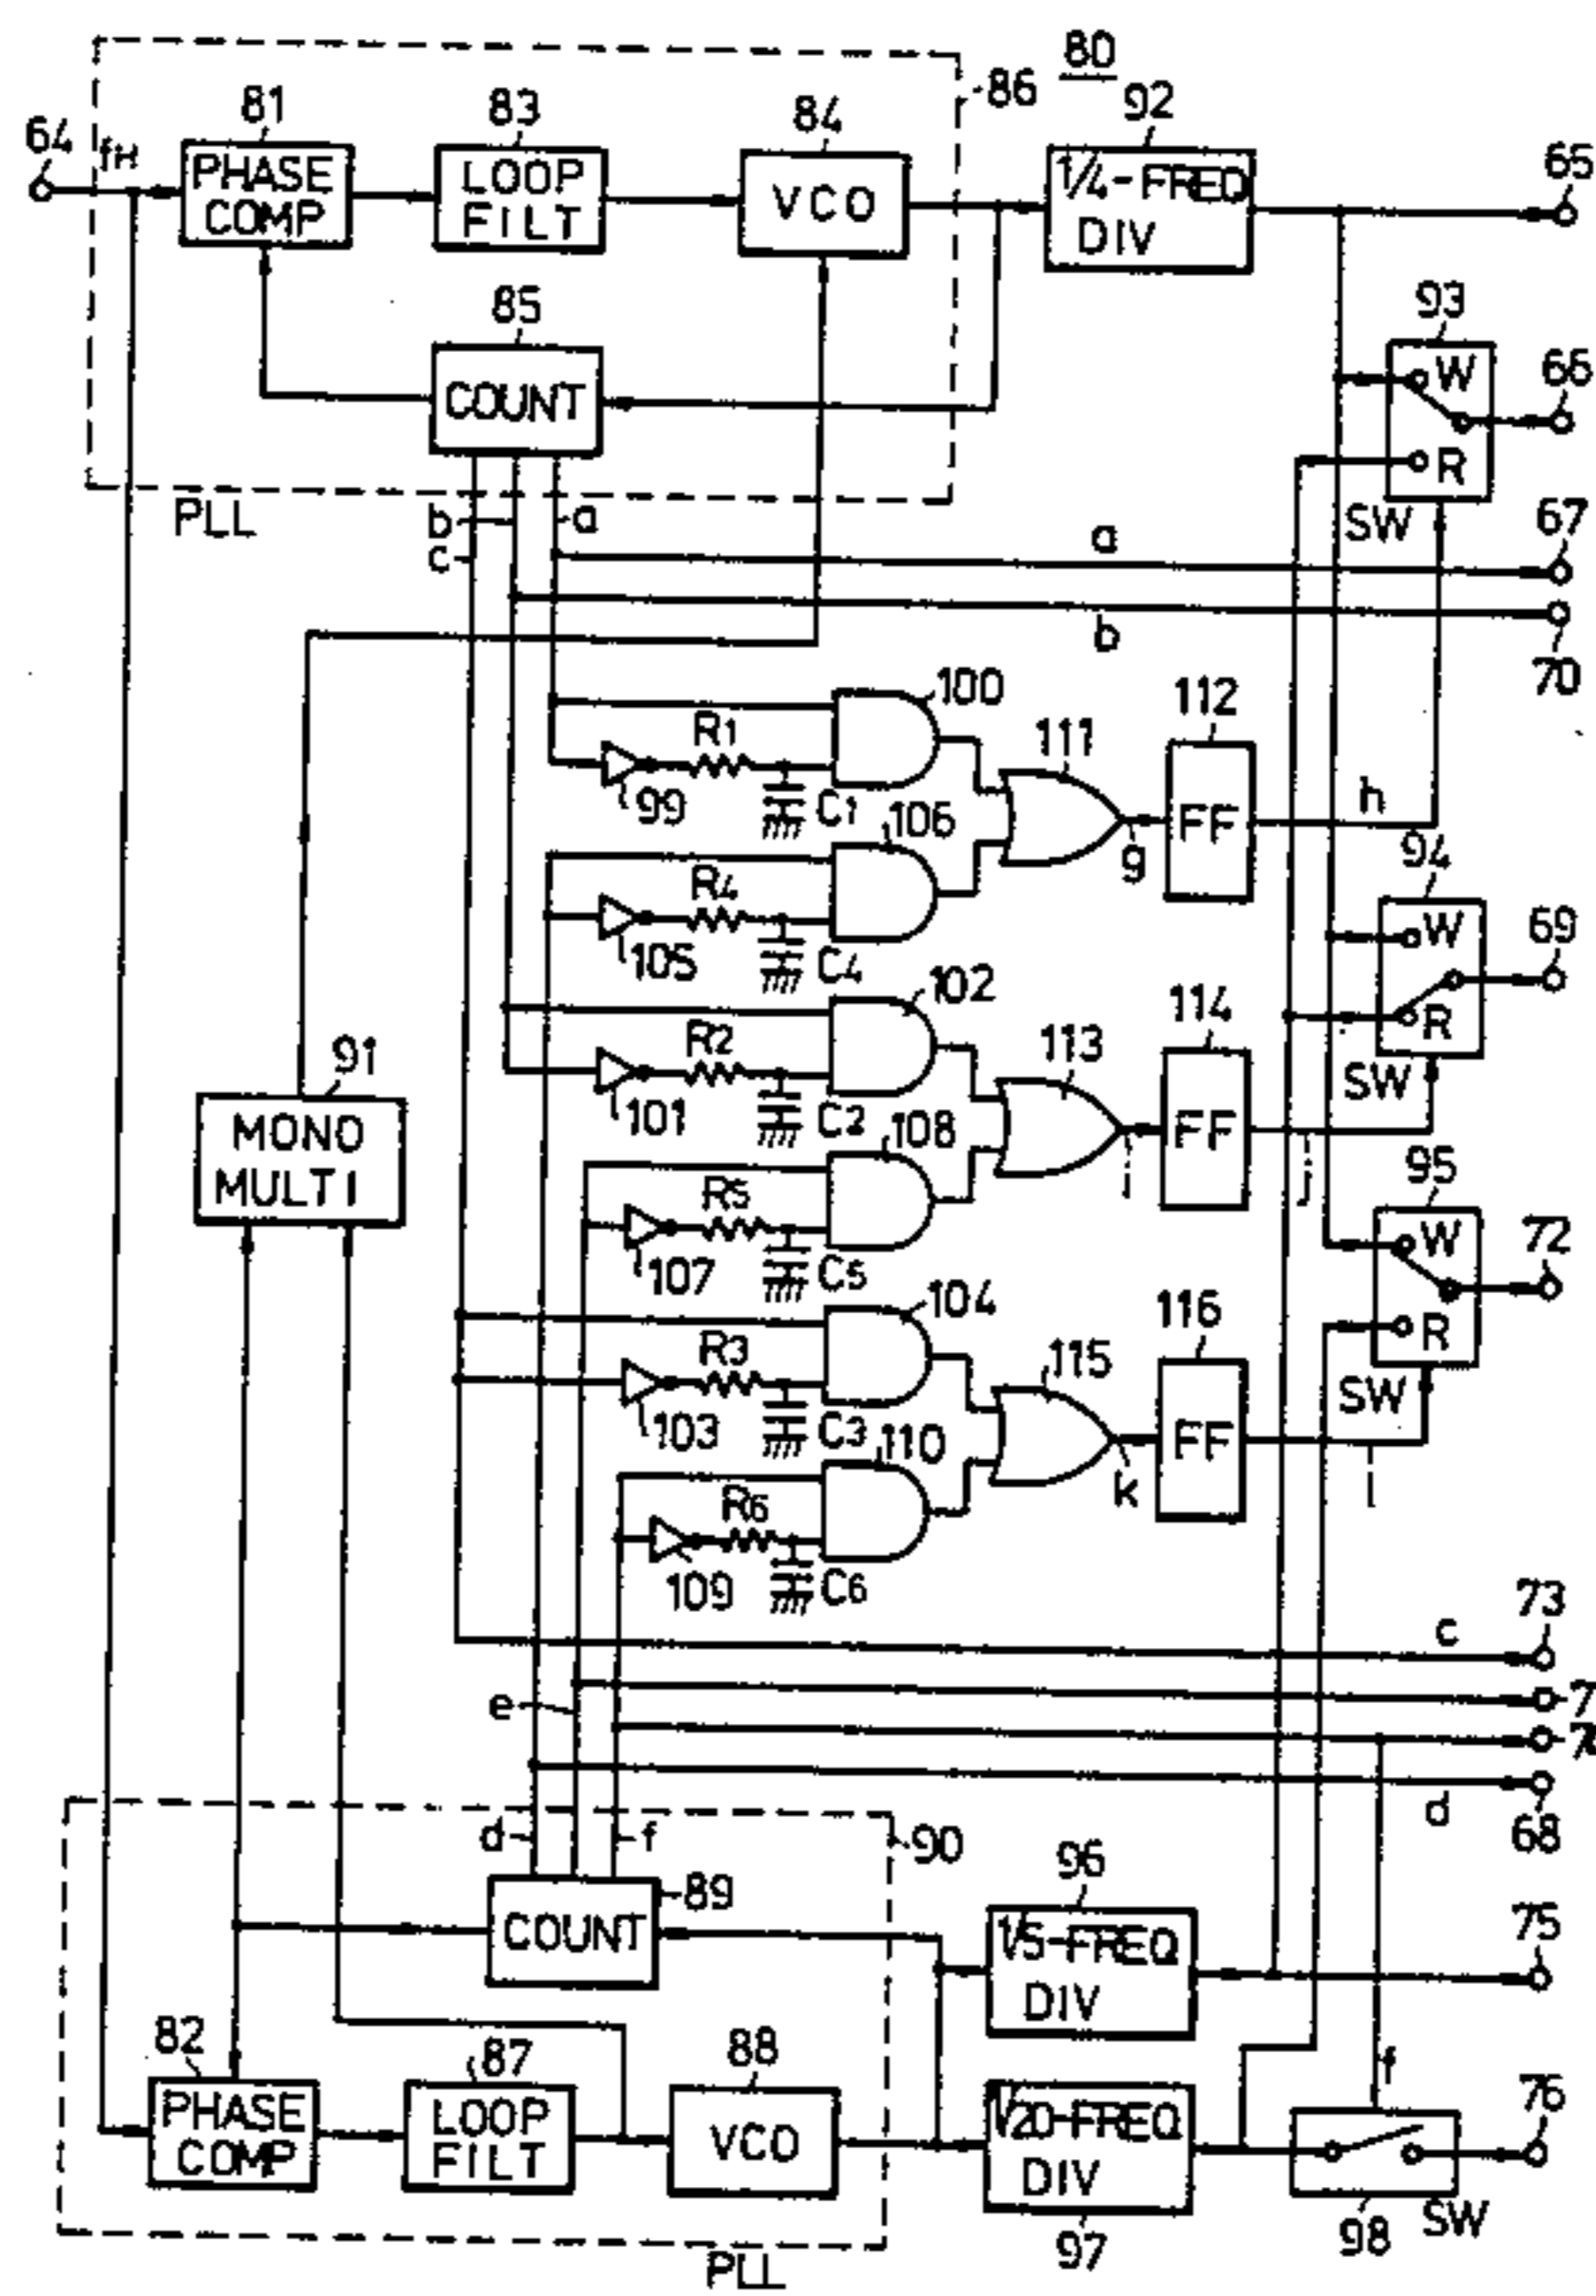 80
86
81
83
84
92
64
fH
PHASE
COMP
LOOP
FILT
VCO
1/4-FREQ
DIV
65
85
COUNT
93
W
R
SW
66
PLL
b
a
c
a
67
b
70
100
R1
99
C1
111
112
FF
g
h
106
R4
105
C4
94
W
R
SW
69
102
R2
101
C2
113
114
FF
i
j
91
MONO
MULTI
108
R5
107
C5
95
W
R
SW
72
104
R3
103
C3
115
116
FF
k
l
110
R6
109
C6
c
73
e
7
d
68
d
f
90
89
COUNT
96
1/5-FREQ
DIV
75
82
PHASE
COMP
87
LOOP
FILT
88
VCO
1/20-FREQ
DIV
97
f
76
98
SW
PLL